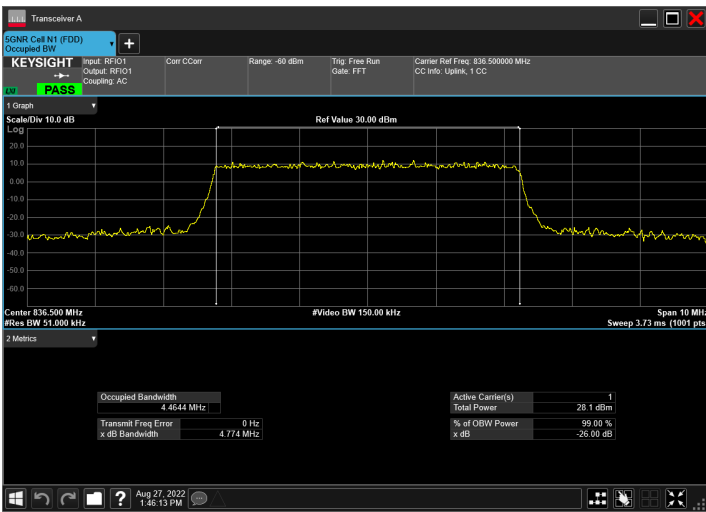 Transceiver A
5GNR Cell N1 (FDD)
Occupied BW
KEYSIGHT
Input: RFIO1
Output: RFIO1
Coupling: AC
Corr CCorr
Range: -60 dBm
Trig: Free Run
Gate: FFT
Carrier Ref Freq: 836.500000 MHz
CC Info: Uplink, 1 CC
LXI
PASS
1 Graph
Scale/Div 10.0 dB
Ref Value 30.00 dBm
Log
20.0
10.0
0.00
-10.0
-20.0
-30.0
-40.0
-50.0
-60.0
Center 836.500 MHz
#Video BW 150.00 kHz
Span 10 MHz
#Res BW 51.000 kHz
Sweep 3.73 ms (1001 pts
2 Metrics
Occupied Bandwidth
4.4644 MHz
Transmit Freq Error 0 Hz
x dB Bandwidth 4.774 MHz
Active Carrier(s) 1
Total Power 28.1 dBm
% of OBW Power 99.00 %
x dB -26.00 dB
Aug 27, 2022
1:46:13 PM